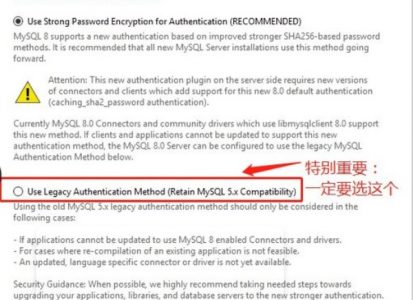 Use Strong Password Encryption for Authentication (RECOMMENDED)
MySQL 8 supports a new authentication based on improved stronger SHA256-based password
methods. It is recommended that all new MySQL Server installations use this method going
forward.
Attention: This new authentication plugin on the server side requires new versions
of connectors and clients which add support for this new 8.0 default authentication
(caching_sha2_password authentication).
Currently MySQL 8.0 Connectors and community drivers which use libmysqlclient 8.0 support
this new method. If clients and applications cannot be updated to support this new
authentication method, the MySQL 8.0 Server can be configured to use the legacy MySQL
Authentication Method below.
特别重要：
一定要选这个
Use Legacy Authentication Method (Retain MySQL 5.x Compatibility)
Using the old MySQL 5.x legacy authentication method should only be considered in the
following cases:
- If applications cannot be updated to use MySQL 8 enabled Connectors and drivers.
- For cases where re-compilation of an existing application is not feasible.
- An updated, language specific connector or driver is not yet available.
Security Guidance: When possible, we highly recommend taking needed steps towards
upgrading your applications, libraries, and database servers to the new stronger authentication.